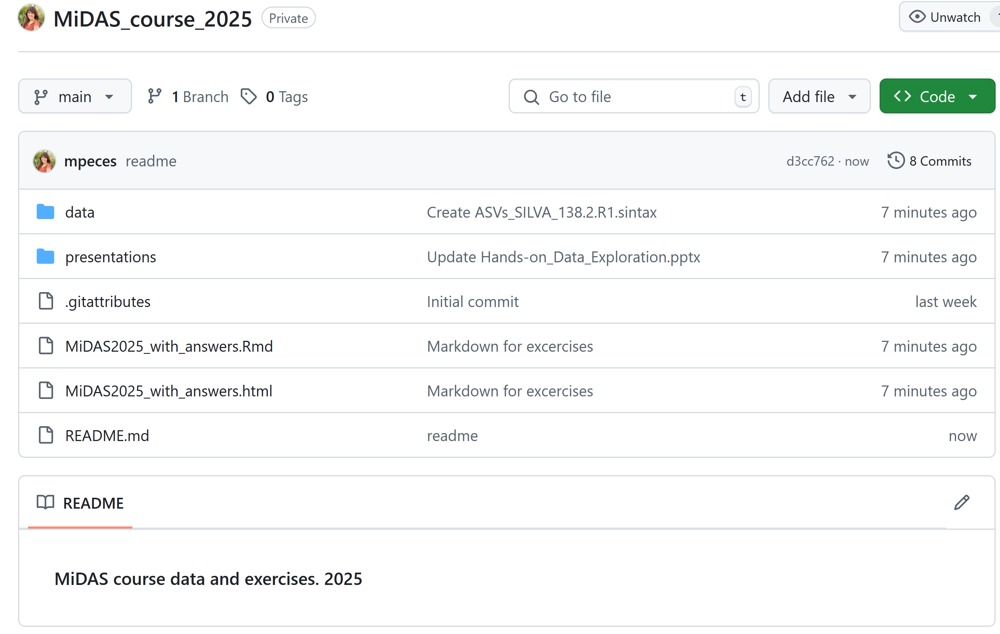 MiDAS_course_2025 Private Unwatch
main 1 Branch 0 Tags Go to file t Add file Code
mpeces readme d3cc762 · now 8 Commits
data Create ASVs_SILVA_138.2.R1.sintax 7 minutes ago
presentations Update Hands-on_Data_Exploration.pptx 7 minutes ago
.gitattributes Initial commit last week
MiDAS2025_with_answers.Rmd Markdown for excercises 7 minutes ago
MiDAS2025_with_answers.html Markdown for excercises 7 minutes ago
README.md readme now
README
MiDAS course data and exercises. 2025